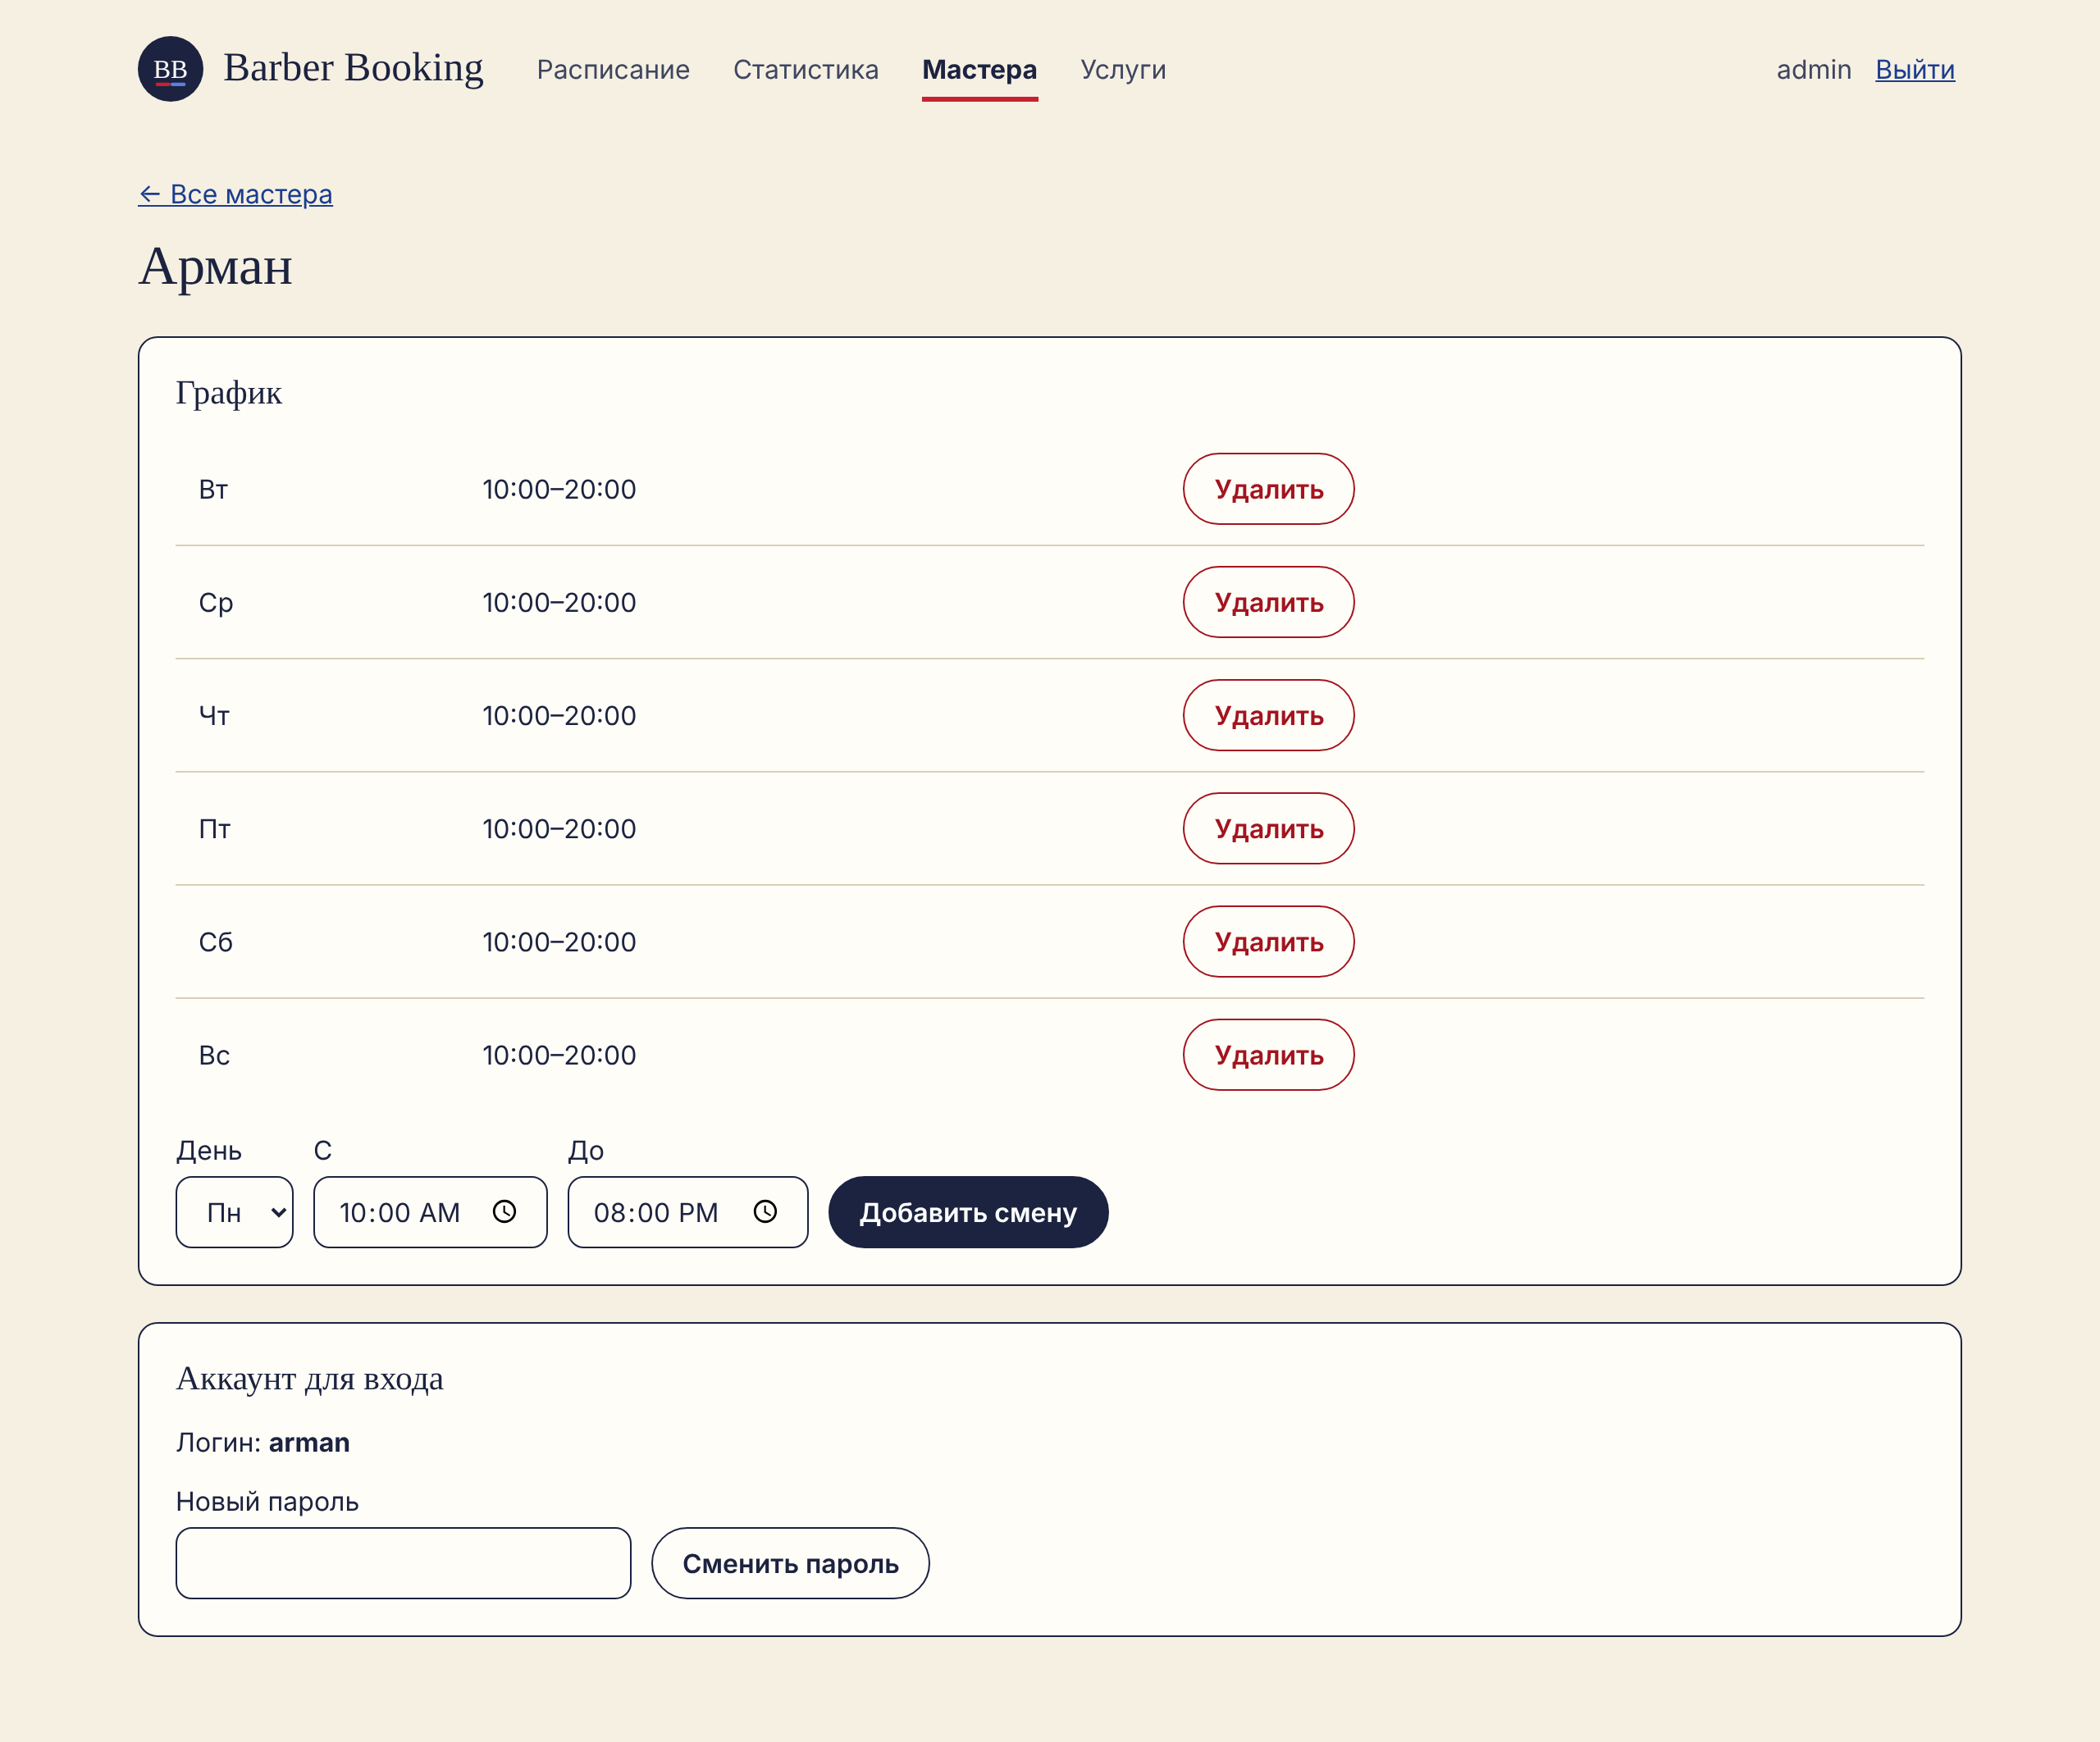 BB Barber Booking Расписание Статистика Мастера Услуги admin Выйти
← Все мастера
Арман
График
Вт 10:00–20:00 Удалить
Ср 10:00–20:00 Удалить
Чт 10:00–20:00 Удалить
Пт 10:00–20:00 Удалить
Сб 10:00–20:00 Удалить
Вс 10:00–20:00 Удалить
День С До
Пн 10:00 AM 08:00 PM Добавить смену
Аккаунт для входа
Логин: arman
Новый пароль
Сменить пароль